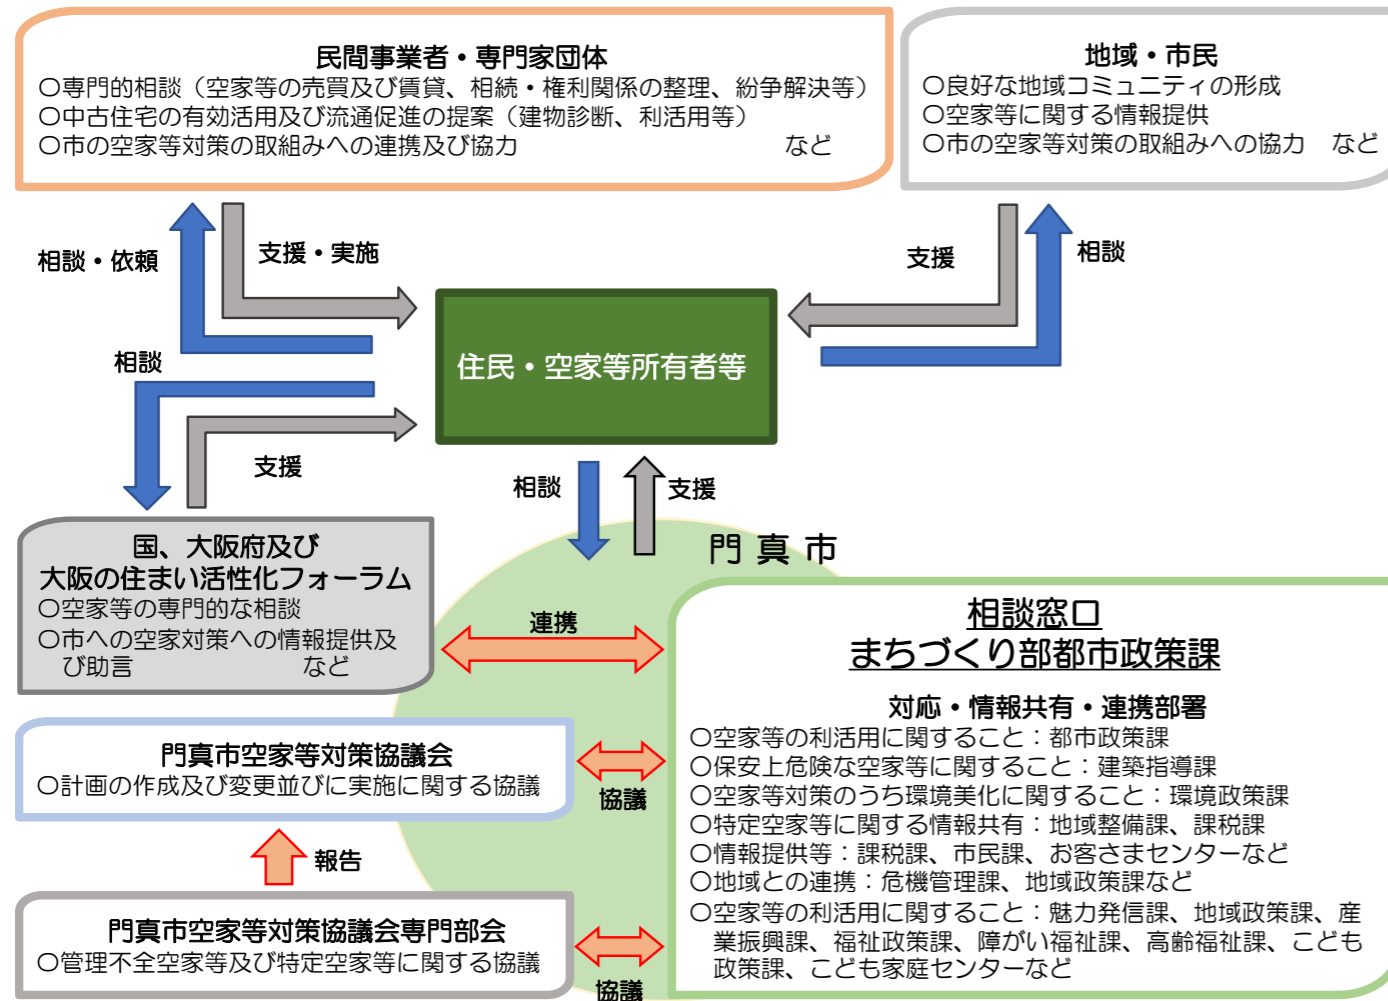 民間事業者・専門家団体
〇専門的相談（空家等の売買及び賃貸、相続・権利関係の整理、紛争解決等）
〇中古住宅の有効活用及び流通促進の提案（建物診断、利活用等）
〇市の空家等対策の取組みへの連携及び協力　など
地域・市民
〇良好な地域コミュニティの形成
〇空家等に関する情報提供
〇市の空家等対策の取組みへの協力　など
相談・依頼
支援・実施
支援
相談
住民・空家等所有者等
相談
支援
相談
支援
国、大阪府及び
大阪の住まい活性化フォーラム
〇空家等の専門的な相談
〇市への空家対策への情報提供及
び助言　など
門真市
連携
相談窓口
まちづくり部都市政策課
対応・情報共有・連携部署
〇空家等の利活用に関すること：都市政策課
〇保安上危険な空家等に関すること：建築指導課
〇空家等対策のうち環境美化に関すること：環境政策課
〇特定空家等に関する情報共有：地域整備課、課税課
〇情報提供等：課税課、市民課、お客さまセンターなど
〇地域との連携：危機管理課、地域政策課など
〇空家等の利活用に関すること：魅力発信課、地域政策課、産
業振興課、福祉政策課、障がい福祉課、高齢福祉課、こども
政策課、こども家庭センターなど
門真市空家等対策協議会
〇計画の作成及び変更並びに実施に関する協議
協議
報告
門真市空家等対策協議会専門部会
〇管理不全空家等及び特定空家等に関する協議
協議